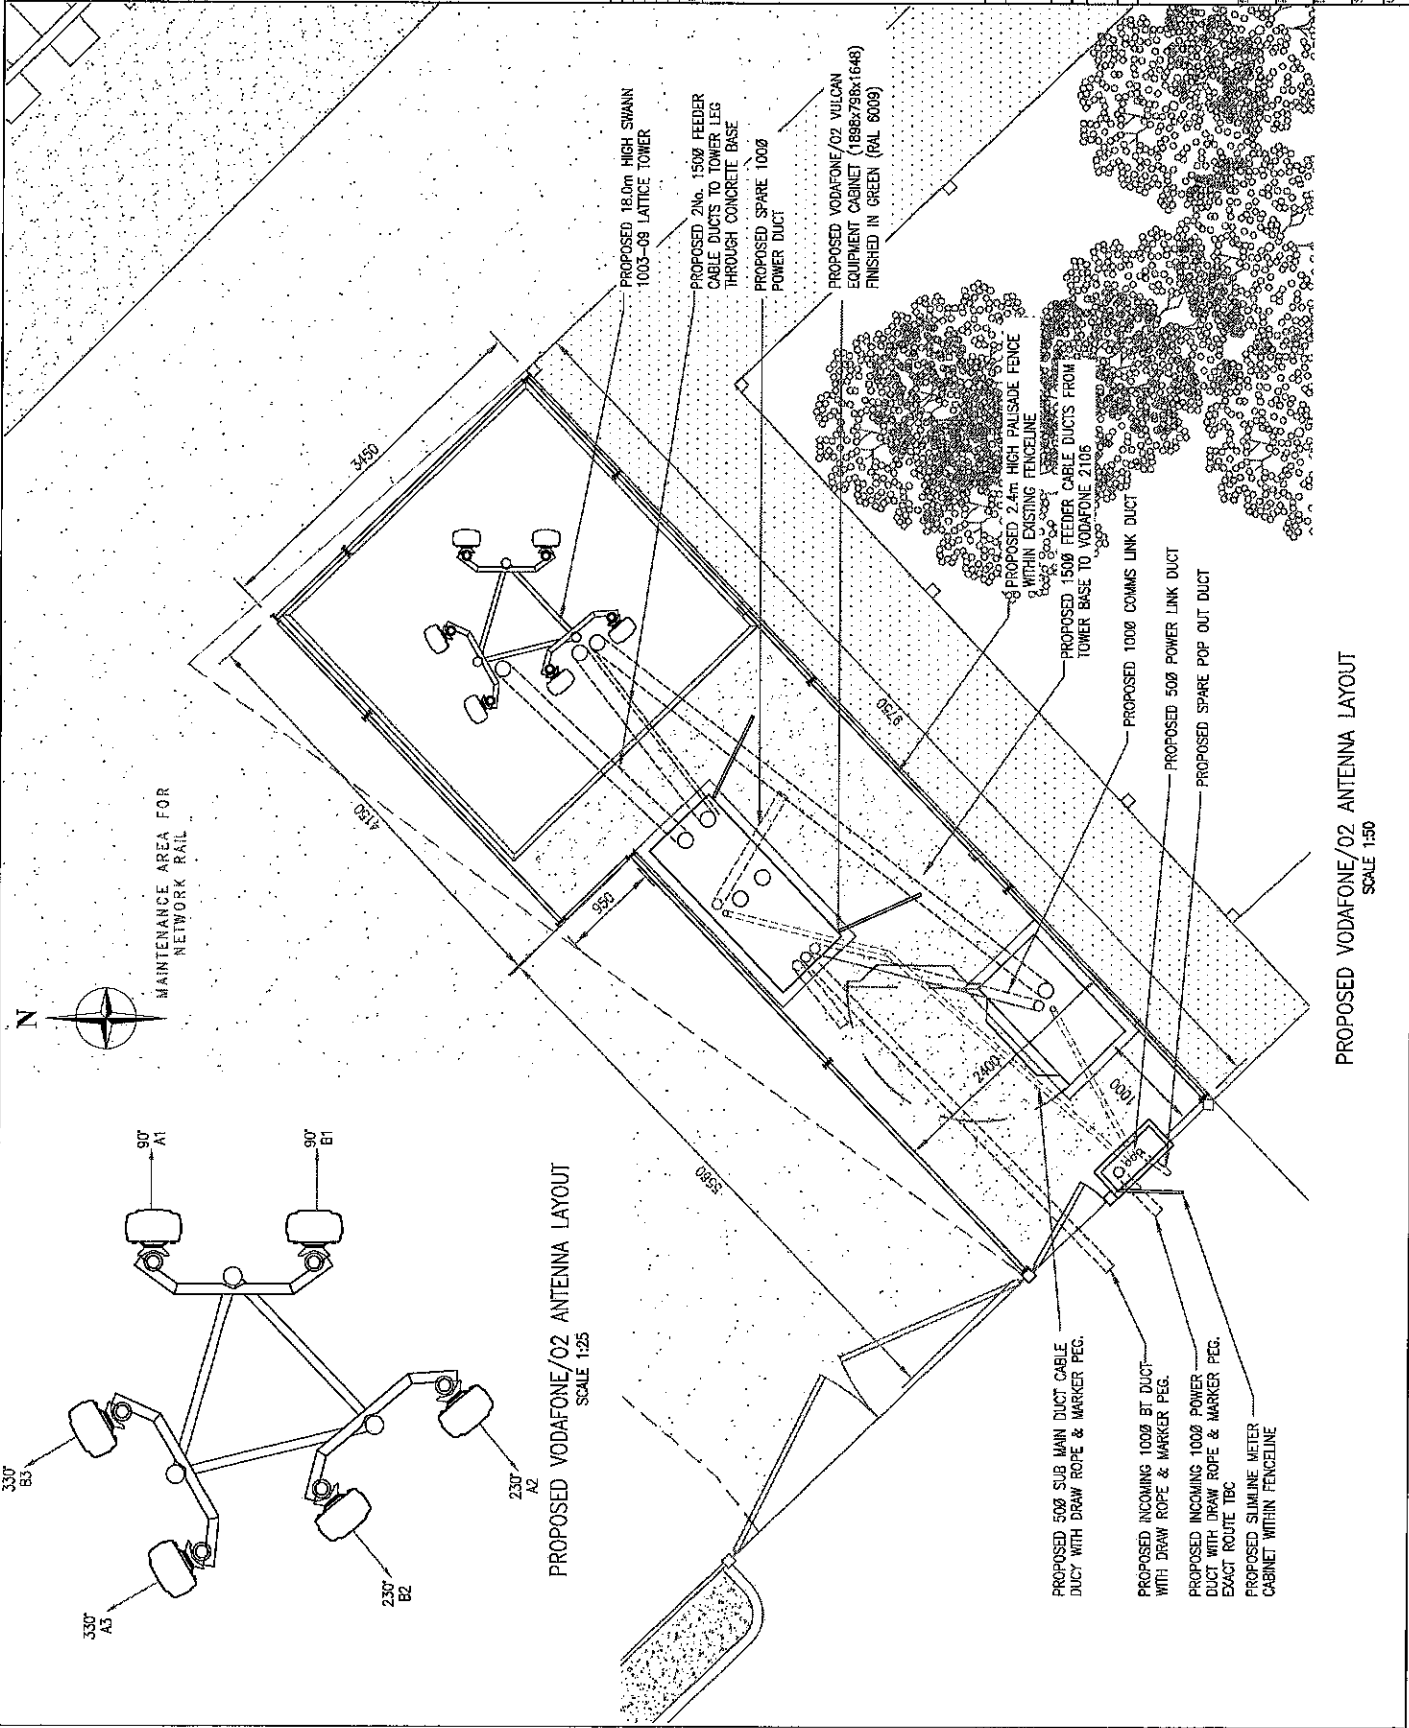 N
MAINTENANCE AREA FOR
NETWORK RAIL
330°
B3
330°
A3
90°
A1
90°
B1
230°
A2
230°
B2
PROPOSED VODAFONE/O2 ANTENNA LAYOUT
SCALE 1:25
3450
4150
950
5580
9750
2400
1000
PROPOSED 18.0m HIGH SWANN
1003-09 LATTICE TOWER
PROPOSED 2No. 150Ø FEEDER
CABLE DUCTS TO TOWER LEG
THROUGH CONCRETE BASE
PROPOSED SPARE 100Ø
POWER DUCT
PROPOSED VODAFONE/O2 VULCAN
EQUIPMENT CABINET (1898x798x1648)
FINISHED IN GREEN (RAL 6009)
PROPOSED 2.4m HIGH PALISADE FENCE
WITHIN EXISTING FENCELINE
PROPOSED 150Ø FEEDER CABLE DUCTS FROM
TOWER BASE TO VODAFONE 2106
PROPOSED 100Ø COMMS LINK DUCT
PROPOSED 50Ø POWER LINK DUCT
PROPOSED SPARE POP OUT DUCT
PROPOSED 50Ø SUB MAIN DUCT CABLE
DUCY WITH DRAW ROPE & MARKER PEG.
PROPOSED INCOMING 100Ø BT DUCT
WITH DRAW ROPE & MARKER PEG.
PROPOSED INCOMING 100Ø POWER
DUCT WITH DRAW ROPE & MARKER PEG.
EXACT ROUTE TBC
PROPOSED SLIMLINE METER
CABINET WITHIN FENCELINE
PROPOSED VODAFONE/O2 ANTENNA LAYOUT
SCALE 1:50